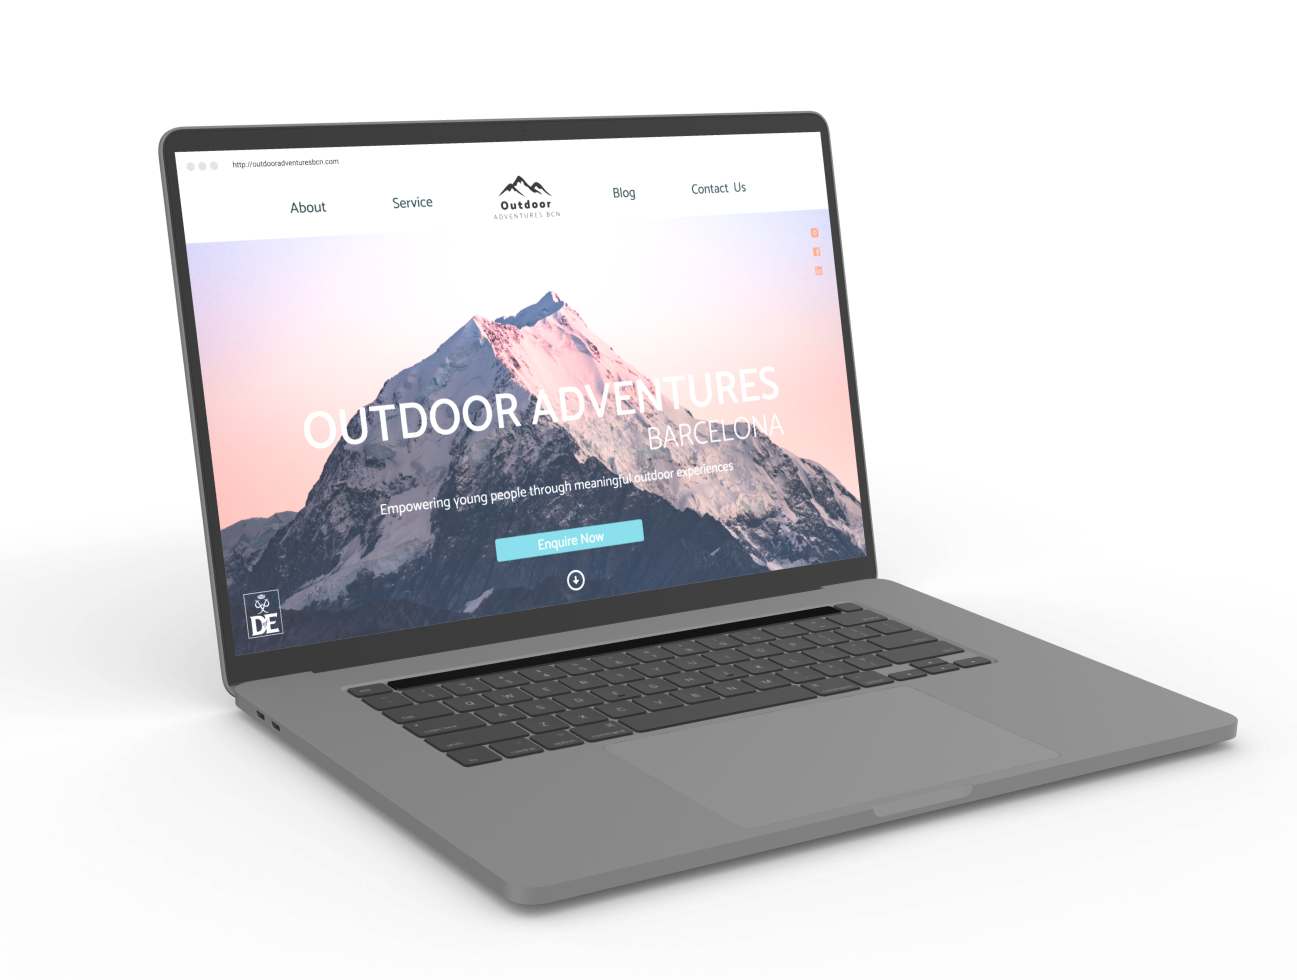 http://outdooradventuresbcn.com
About
Service
Outdoor
ADVENTURES BCN
Blog
Contact Us
OUTDOOR ADVENTURES
BARCELONA
Empowering young people through meaningful outdoor experiences
Enquire Now
DE